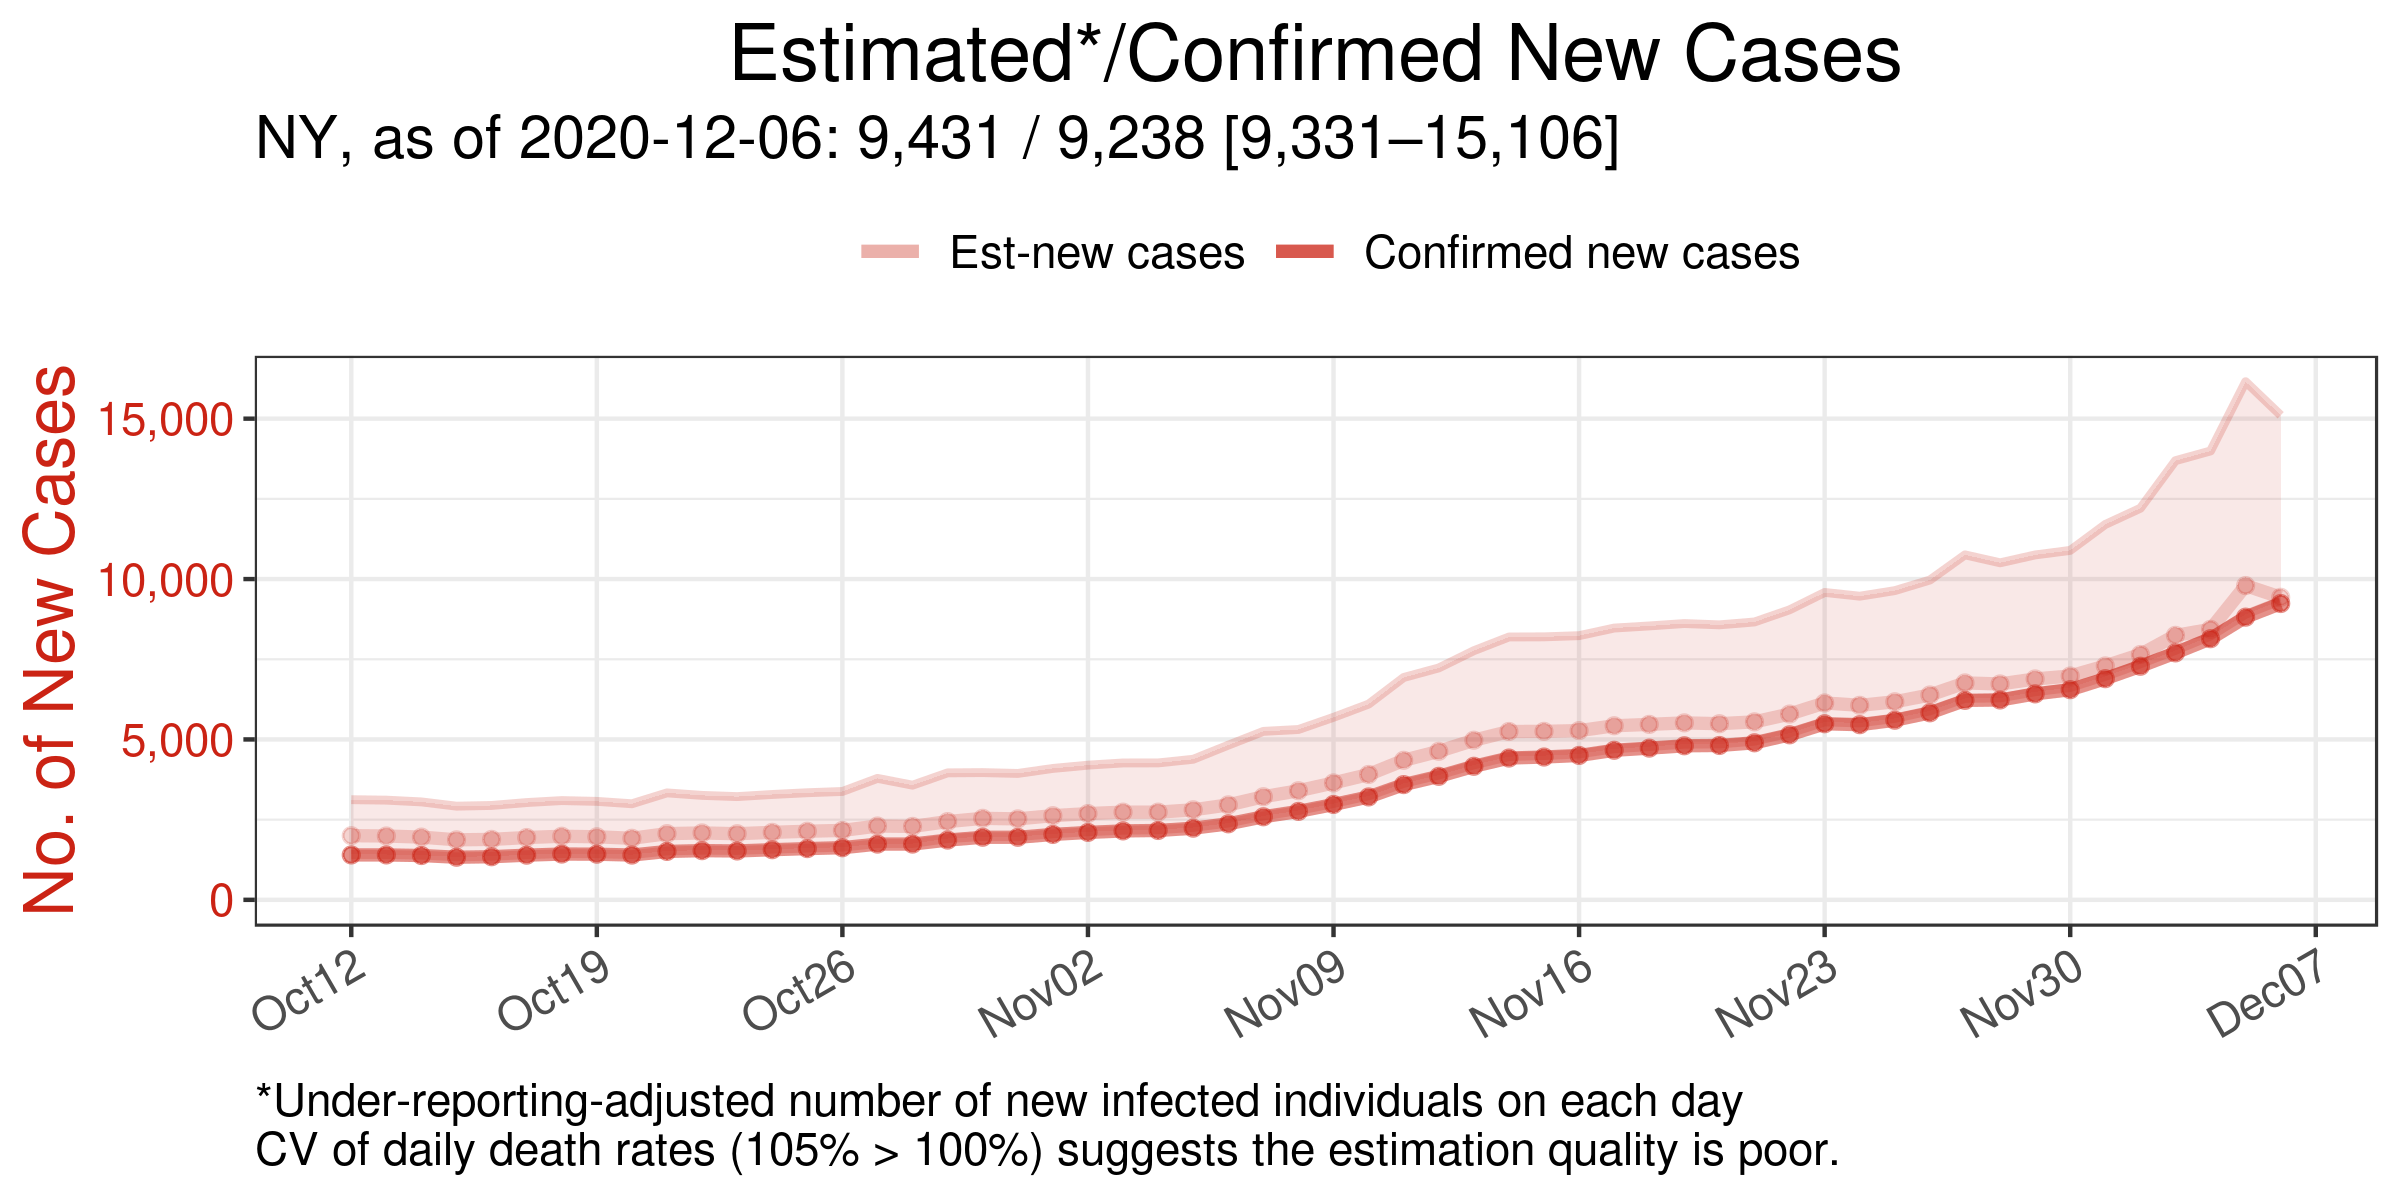 Estimated*/Confirmed New Cases
NY, as of 2020-12-06: 9,431 / 9,238 [9,331–15,106]
Est-new cases Confirmed new cases
No. of New Cases
15,000
10,000
5,000
0
Oct12 Oct19 Oct26 Nov02 Nov09 Nov16 Nov23 Nov30 Dec07
*Under-reporting-adjusted number of new infected individuals on each day
CV of daily death rates (105% > 100%) suggests the estimation quality is poor.